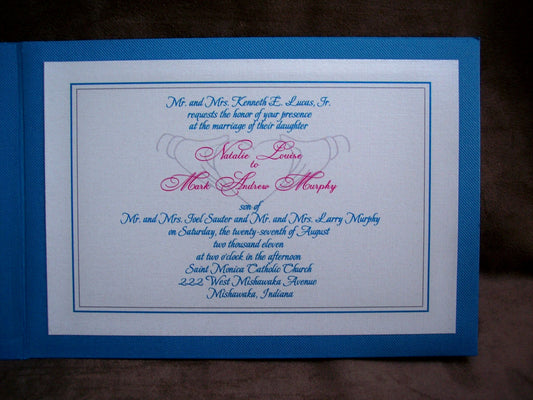 Mr. and Mrs. Kenneth E. Lucas, Jr.
requests the honor of your presence
at the marriage of their daughter
Natalie Louise
to
Mark Andrew Murphy
son of
Mr. and Mrs. Joel Sauter and Mr. and Mrs. Larry Murphy
on Saturday, the twenty-seventh of August
two thousand eleven
at two o'clock in the afternoon
Saint Monica Catholic Church
222 West Mishawaka Avenue
Mishawaka, Indiana